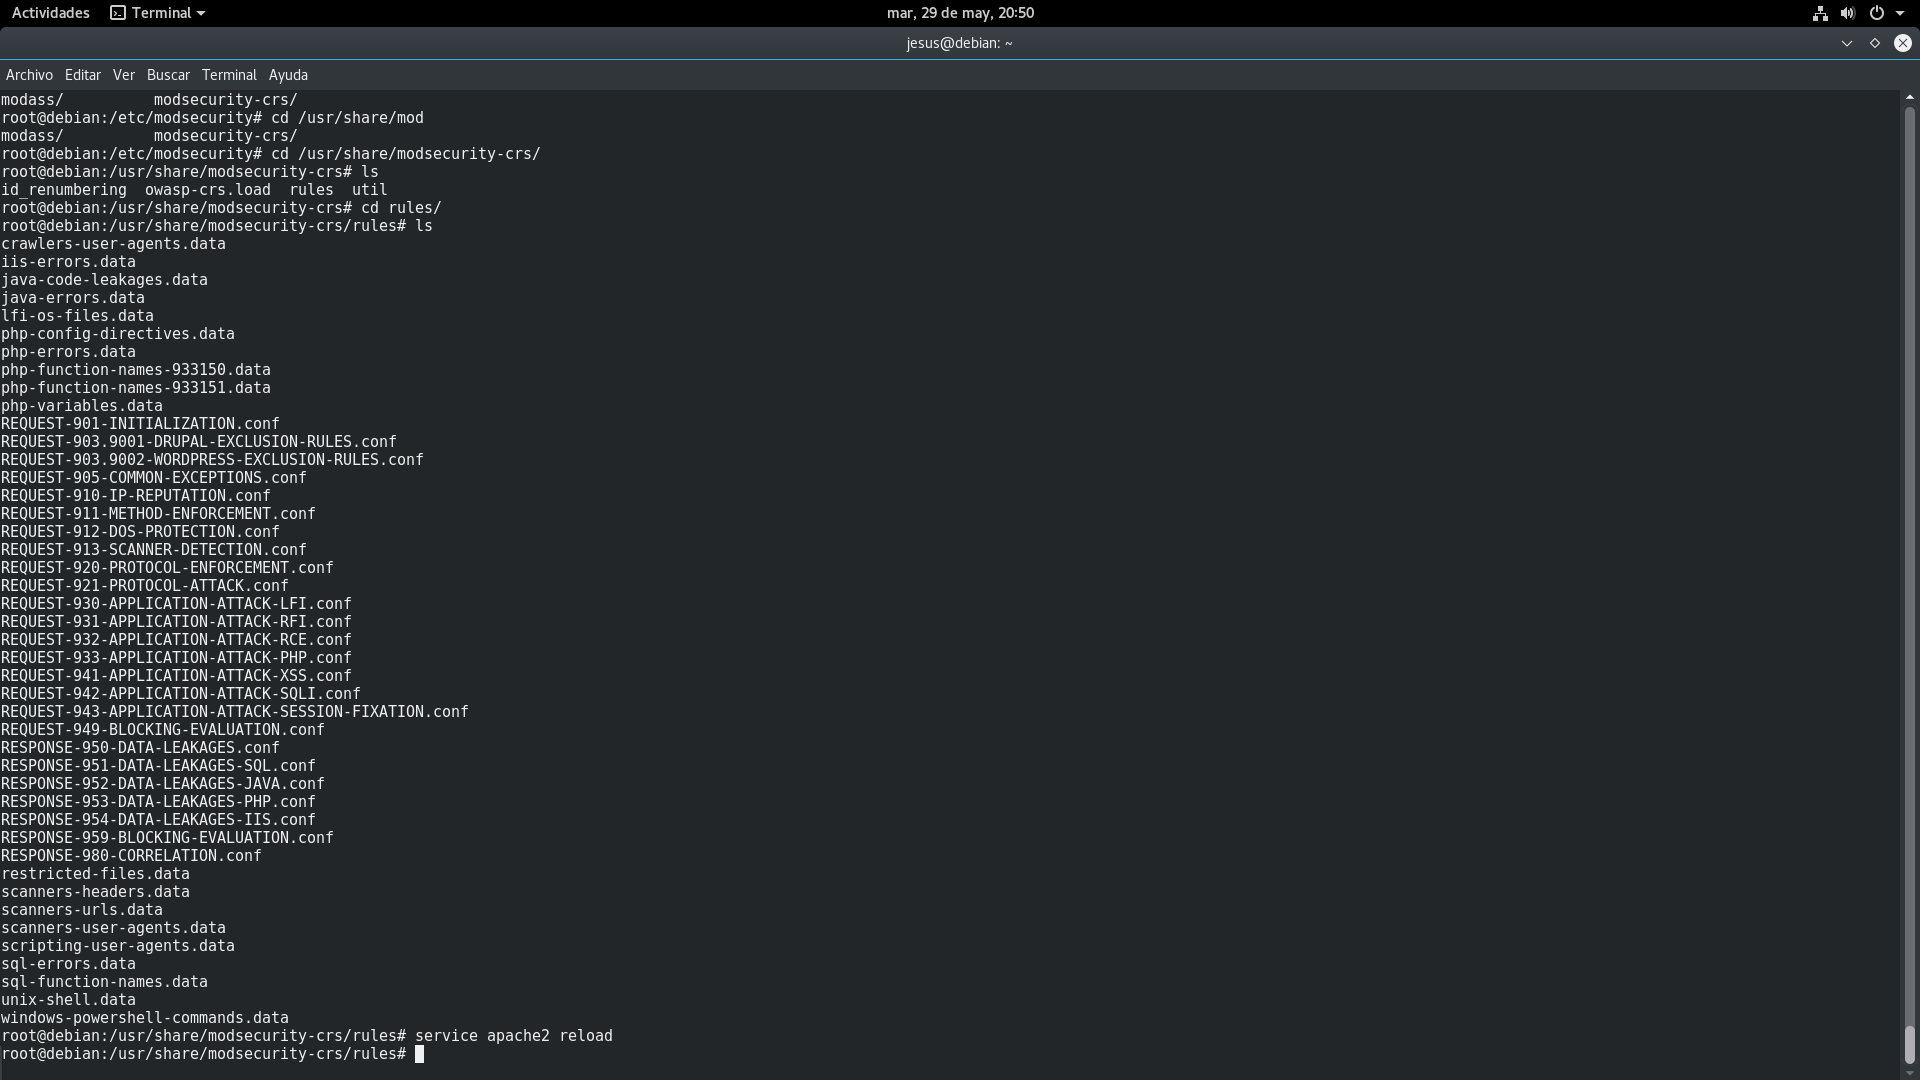 Actividades Terminal mar, 29 de may, 20:50
jesus@debian: ~
Archivo Editar Ver Buscar Terminal Ayuda
modass/          modsecurity-crs/
root@debian:/etc/modsecurity# cd /usr/share/mod
modass/          modsecurity-crs/
root@debian:/etc/modsecurity# cd /usr/share/modsecurity-crs/
root@debian:/usr/share/modsecurity-crs# ls
id_renumbering  owasp-crs.load  rules  util
root@debian:/usr/share/modsecurity-crs# cd rules/
root@debian:/usr/share/modsecurity-crs/rules# ls
crawlers-user-agents.data
iis-errors.data
java-code-leakages.data
java-errors.data
lfi-os-files.data
php-config-directives.data
php-errors.data
php-function-names-933150.data
php-function-names-933151.data
php-variables.data
REQUEST-901-INITIALIZATION.conf
REQUEST-903.9001-DRUPAL-EXCLUSION-RULES.conf
REQUEST-903.9002-WORDPRESS-EXCLUSION-RULES.conf
REQUEST-905-COMMON-EXCEPTIONS.conf
REQUEST-910-IP-REPUTATION.conf
REQUEST-911-METHOD-ENFORCEMENT.conf
REQUEST-912-DOS-PROTECTION.conf
REQUEST-913-SCANNER-DETECTION.conf
REQUEST-920-PROTOCOL-ENFORCEMENT.conf
REQUEST-921-PROTOCOL-ATTACK.conf
REQUEST-930-APPLICATION-ATTACK-LFI.conf
REQUEST-931-APPLICATION-ATTACK-RFI.conf
REQUEST-932-APPLICATION-ATTACK-RCE.conf
REQUEST-933-APPLICATION-ATTACK-PHP.conf
REQUEST-941-APPLICATION-ATTACK-XSS.conf
REQUEST-942-APPLICATION-ATTACK-SQLI.conf
REQUEST-943-APPLICATION-ATTACK-SESSION-FIXATION.conf
REQUEST-949-BLOCKING-EVALUATION.conf
RESPONSE-950-DATA-LEAKAGES.conf
RESPONSE-951-DATA-LEAKAGES-SQL.conf
RESPONSE-952-DATA-LEAKAGES-JAVA.conf
RESPONSE-953-DATA-LEAKAGES-PHP.conf
RESPONSE-954-DATA-LEAKAGES-IIS.conf
RESPONSE-959-BLOCKING-EVALUATION.conf
RESPONSE-980-CORRELATION.conf
restricted-files.data
scanners-headers.data
scanners-urls.data
scanners-user-agents.data
scripting-user-agents.data
sql-errors.data
sql-function-names.data
unix-shell.data
windows-powershell-commands.data
root@debian:/usr/share/modsecurity-crs/rules# service apache2 reload
root@debian:/usr/share/modsecurity-crs/rules#